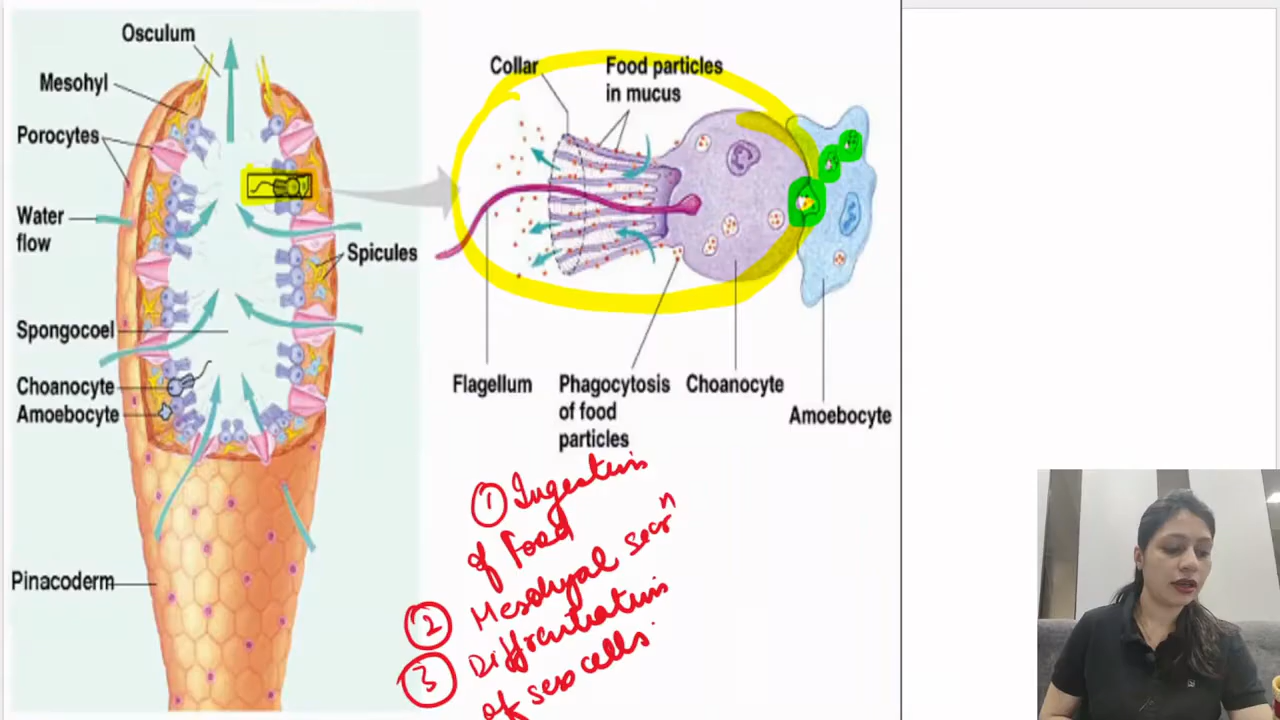 Osculum
Mesohyl
Porocytes
Water
flow
Spicules
Spongocoel
Choanocyte
Amoebocyte
Pinacoderm
Collar
Food particles
in mucus
Flagellum
Phagocytosis
of food
particles
Choanocyte
Amoebocyte
① Ingestion
of Food
② Mesohyal secrⁿ
③ Diffrentiation
of sex cells